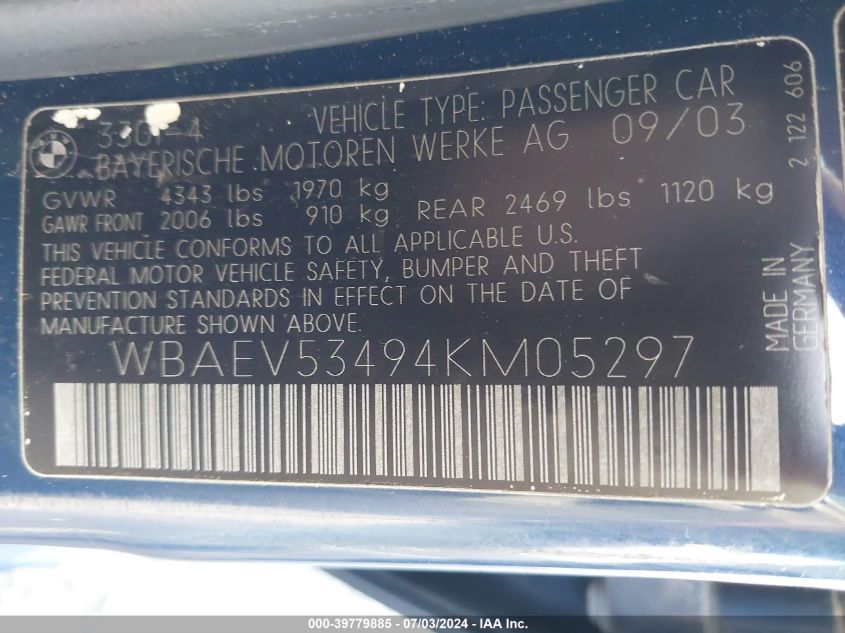 330I-4 VEHICLE TYPE: PASSENGER CAR
BAYERISCHE MOTOREN WERKE AG 09/03
GVWR 4343 lbs 1970 kg
GAWR FRONT 2006 lbs 910 kg REAR 2469 lbs 1120 kg
THIS VEHICLE CONFORMS TO ALL APPLICABLE U.S.
FEDERAL MOTOR VEHICLE SAFETY, BUMPER AND THEFT
PREVENTION STANDARDS IN EFFECT ON THE DATE OF
MANUFACTURE SHOWN ABOVE.
WBAEV53494KM05297
2 122 606
MADE IN
GERMANY
000-39779885 - 07/03/2024 - IAA Inc.